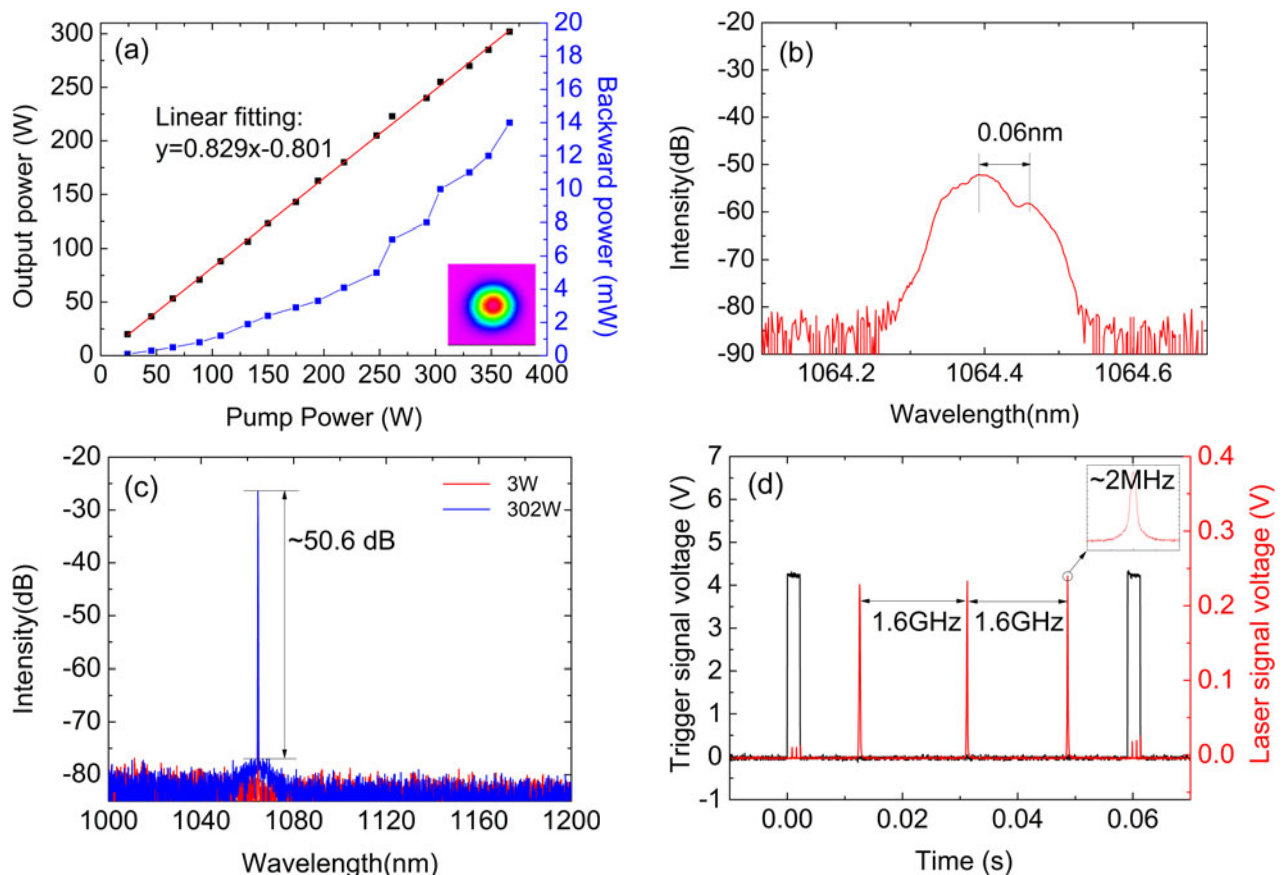 (a)
Linear fitting:
y=0.829x-0.801
Output power (W)
300
250
200
150
100
50
0
0 50 100 150 200 250 300 350 400
Pump Power (W)
20
18
16
14
12
10
8
6
4
2
0
Backward power (mW)
(b)
0.06nm
Intensity(dB)
-20
-30
-40
-50
-60
-70
-80
-90
1064.2 1064.4 1064.6
Wavelength(nm)
(c)
3W
302W
~50.6 dB
Intensity(dB)
-20
-30
-40
-50
-60
-70
-80
1000 1040 1080 1120 1160 1200
Wavelength(nm)
(d)
~2MHz
1.6GHz 1.6GHz
Trigger signal voltage (V)
7
6
5
4
3
2
1
0
-1
0.00 0.02 0.04 0.06
Time (s)
0.4
0.3
0.2
0.1
0.0
Laser signal voltage (V)